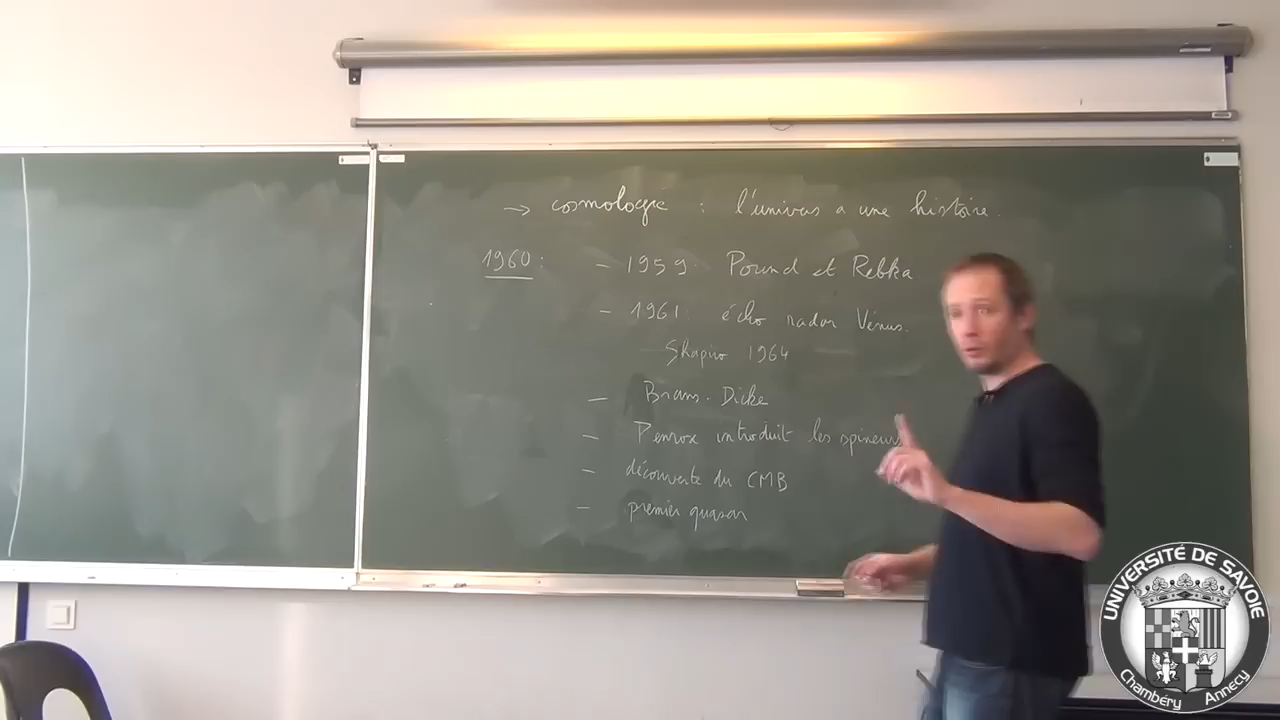 → cosmologie : l'univers a une histoire.
1960 : – 1959. Pound et Rebka
– 1961 : écho radar Vénus.
Shapiro 1964
– Brans. Dicke
– Penrose introduit les spineurs
– découverte du CMB
– premier quasar
UNIVERSITÉ DE SAVOIE
Chambéry Annecy